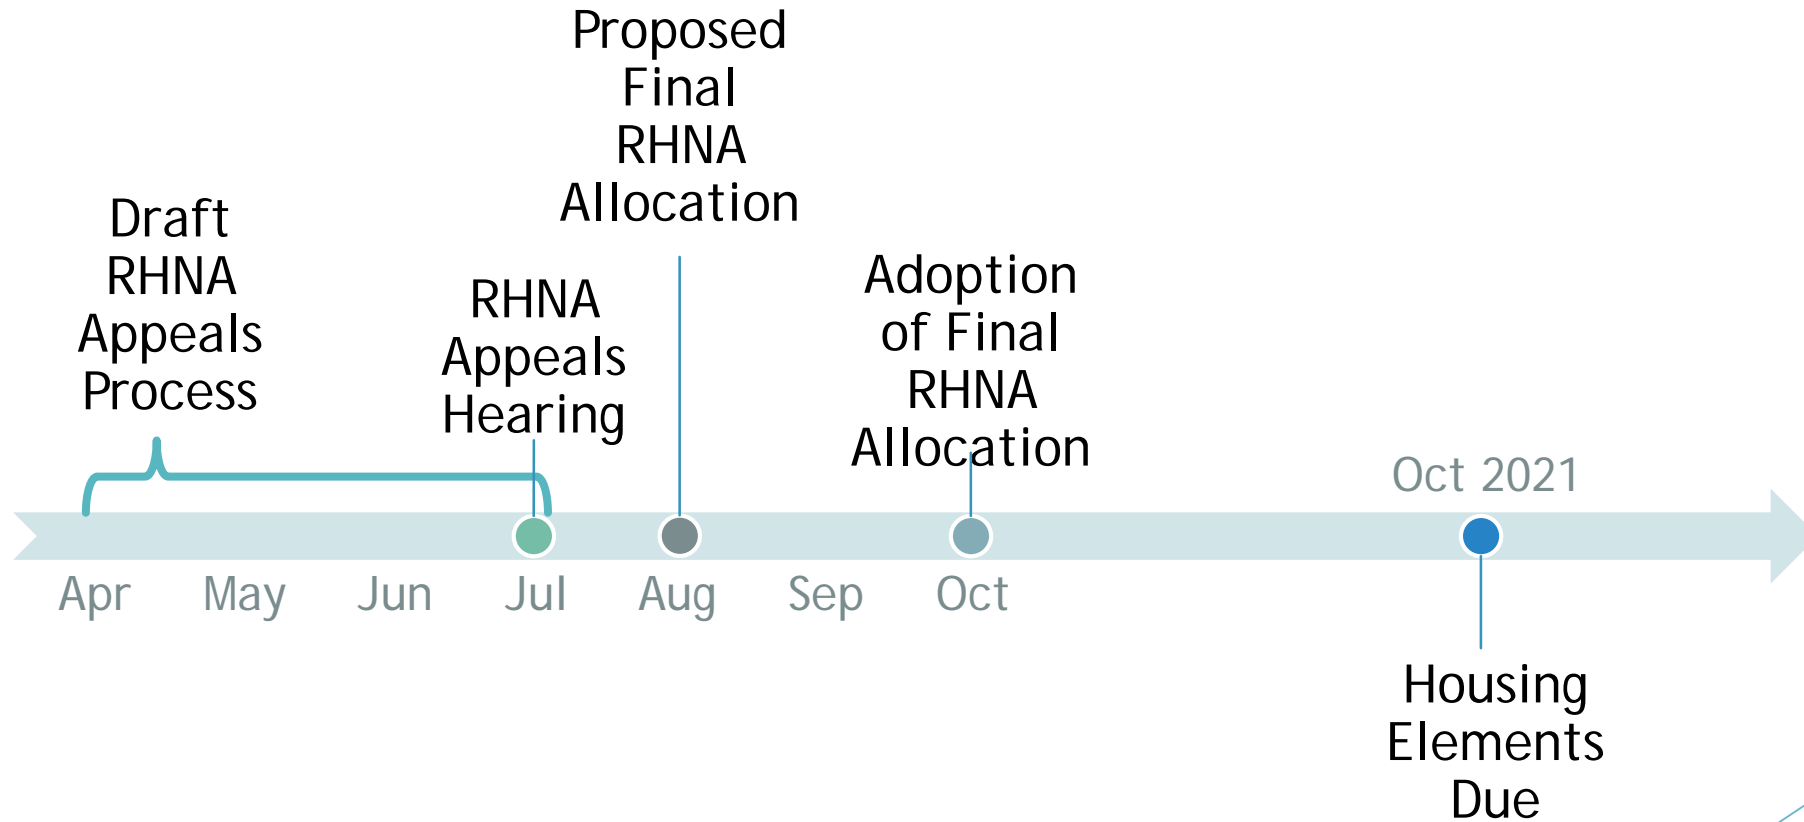 Proposed
Final
RHNA
Allocation
Draft
RHNA
Appeals
Process
RHNA
Appeals
Hearing
Adoption
of Final
RHNA
Allocation
Oct 2021
Apr May Jun Jul Aug Sep Oct
Housing
Elements
Due